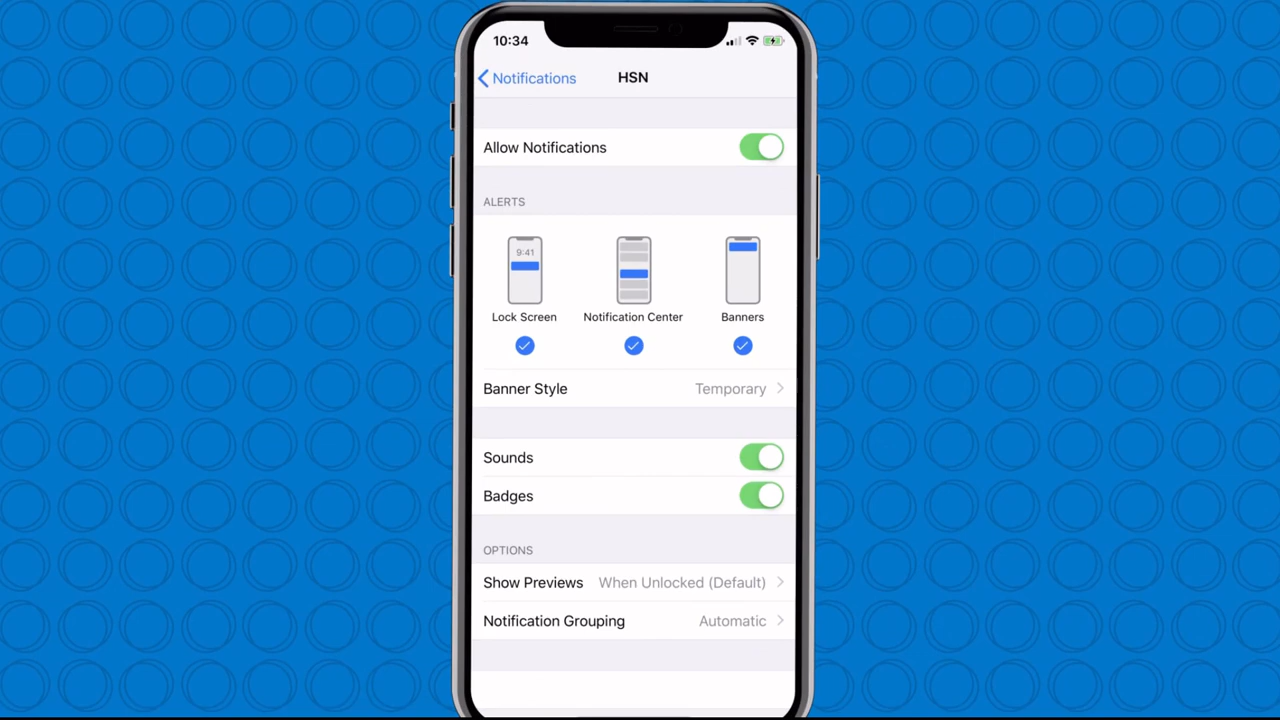 10:34
Notifications HSN
Allow Notifications
ALERTS
9:41
Lock Screen Notification Center Banners
Banner Style Temporary
Sounds
Badges
OPTIONS
Show Previews When Unlocked (Default)
Notification Grouping Automatic